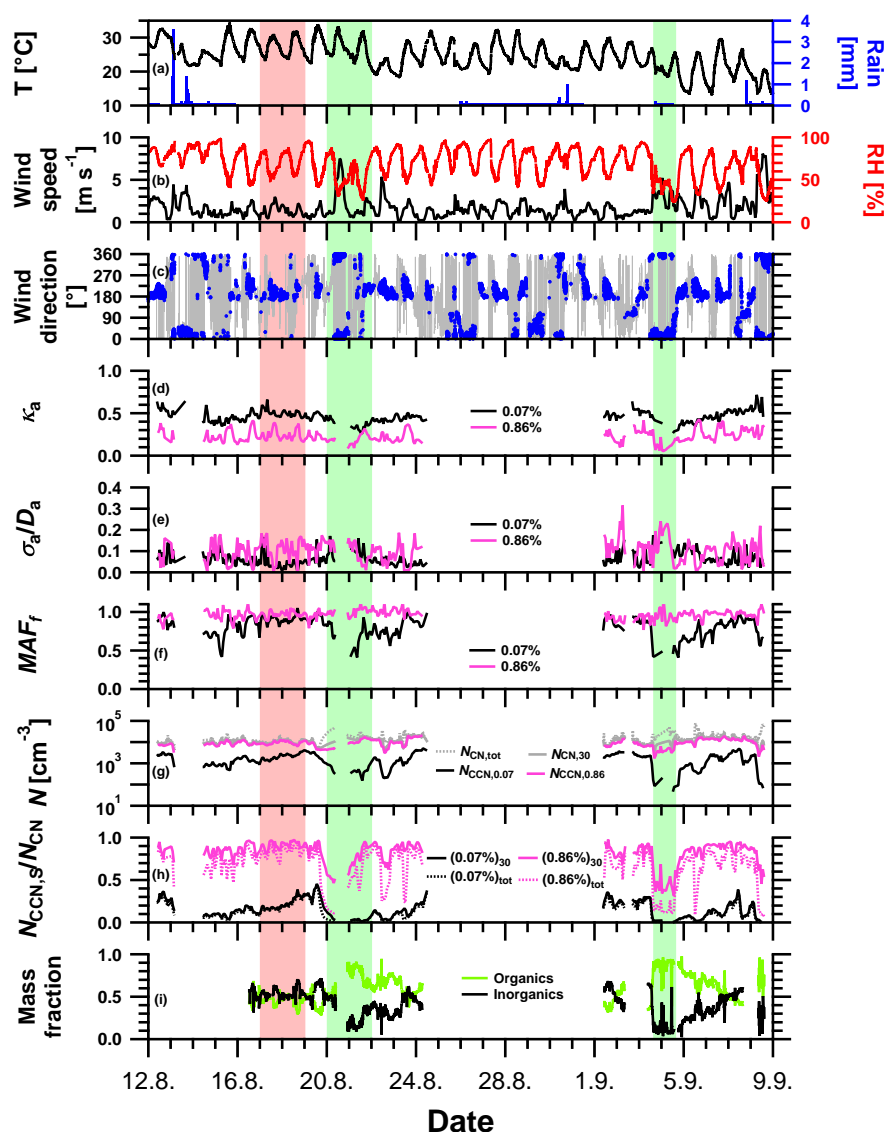 T [°C]
30
20
10
(a)
4
3
2
1
0
Rain
[mm]
Wind
speed
[m s⁻¹]
10
5
0
(b)
100
50
0
RH [%]
Wind
direction
[°]
360
270
180
90
0
(c)
κa
1.0
0.5
0.0
(d)
0.07%
0.86%
σa/Da
0.4
0.3
0.2
0.1
0.0
(e)
0.07%
0.86%
MAFf
1.0
0.5
0.0
(f)
0.07%
0.86%
N [cm⁻³]
10⁵
10³
10¹
(g)
NCN,tot
NCN,30
NCCN,0.07
NCCN,0.86
NCCN,S/NCN
1.0
0.5
0.0
(h)
(0.07%)30
(0.86%)30
(0.07%)tot
(0.86%)tot
Mass
fraction
1.0
0.5
0.0
(i)
Organics
Inorganics
12.8. 16.8. 20.8. 24.8. 28.8. 1.9. 5.9. 9.9.
Date